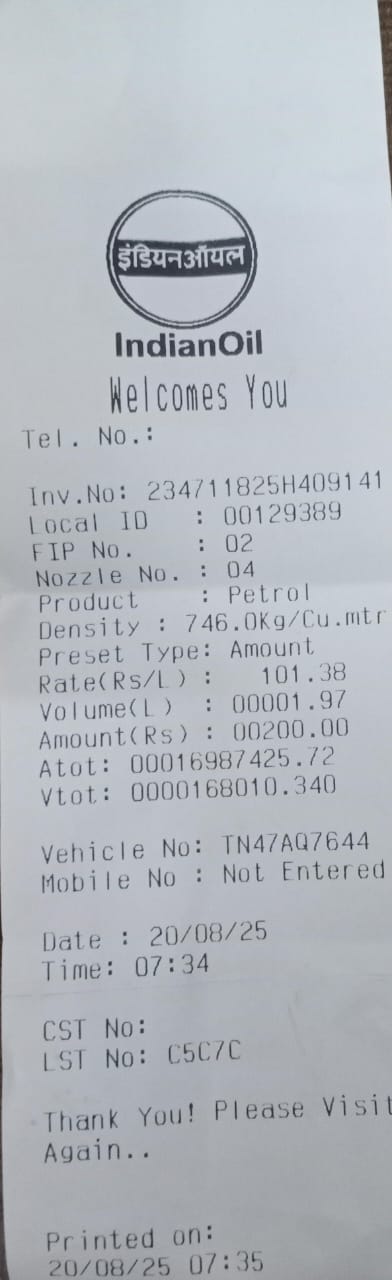 इंडियनऑयल
IndianOil
Welcomes You
Tel. No.:
Inv.No: 234711825H409141
Local ID : 00129389
FIP No. : 02
Nozzle No. : 04
Product : Petrol
Density : 746.0Kg/Cu.mtr
Preset Type: Amount
Rate(Rs/L) : 101.38
Volume(L) : 00001.97
Amount(Rs) : 00200.00
Atot: 00016987425.72
Vtot: 0000168010.340
Vehicle No: TN47AQ7644
Mobile No : Not Entered
Date : 20/08/25
Time: 07:34
CST No:
LST No: C5C7C
Thank You! Please Visit
Again..
Printed on:
20/08/25 07:35